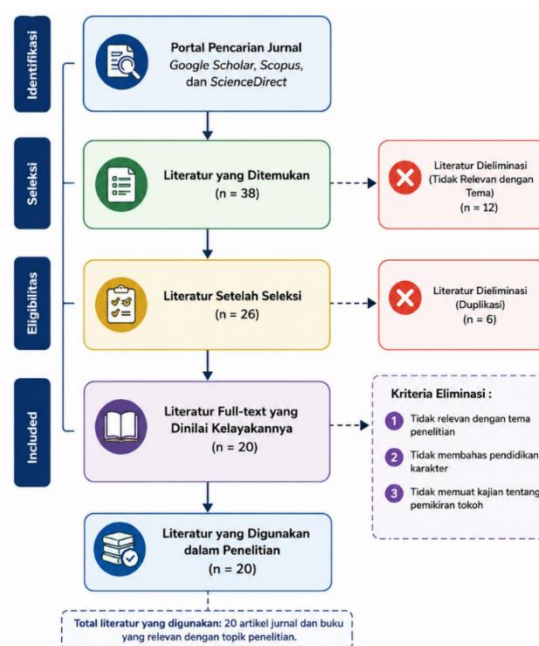 Identifikasi
Portal Pencarian Jurnal
Google Scholar, Scopus,
dan ScienceDirect
Seleksi
Literatur yang Ditemukan
(n = 38)
Literatur Dieliminasi
(Tidak Relevan dengan
Tema)
(n = 12)
Eligibilitas
Literatur Setelah Seleksi
(n = 26)
Literatur Dieliminasi
(Duplikasi)
(n = 6)
Included
Literatur Full-text yang
Dinilai Kelayakannya
(n = 20)
Kriteria Eliminasi :
1 Tidak relevan dengan tema
penelitian
2 Tidak membahas pendidikan
karakter
3 Tidak memuat kajian tentang
pemikiran tokoh
Literatur yang Digunakan
dalam Penelitian
(n = 20)
Total literatur yang digunakan: 20 artikel jurnal dan buku
yang relevan dengan topik penelitian.